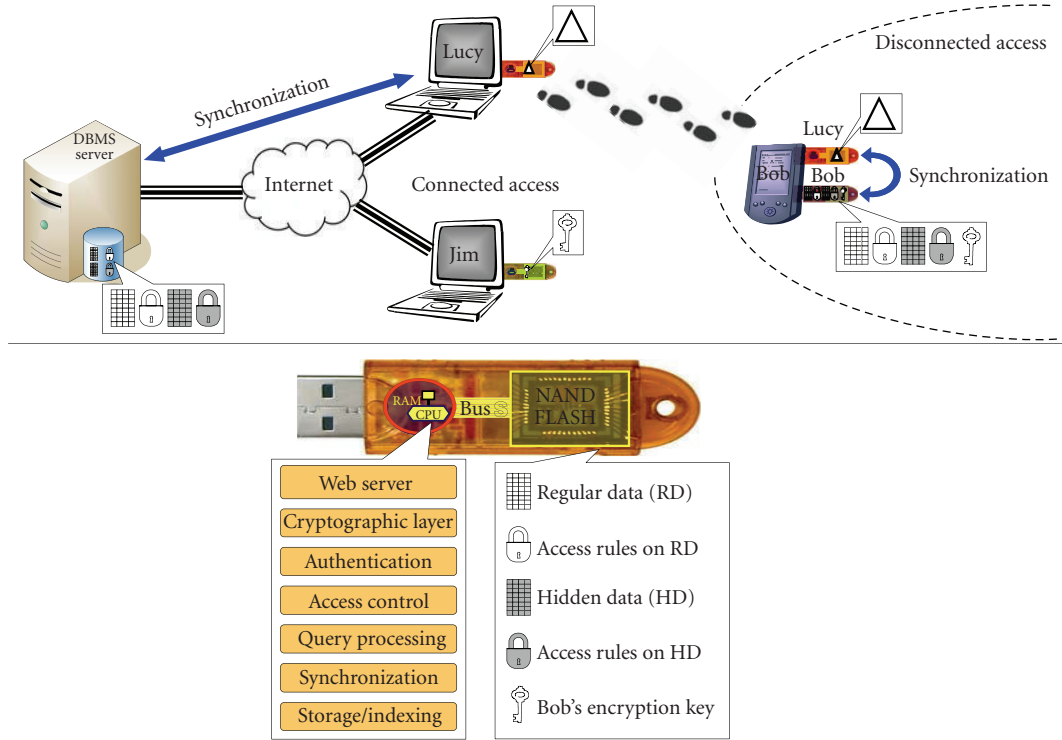 Lucy
Disconnected access
Synchronization
DBMS
server
Lucy
Internet
Connected access
Bob
Bob
Synchronization
Jim
RAM
CPU
Bus
NAND
FLASH
Web server
Cryptographic layer
Authentication
Access control
Query processing
Synchronization
Storage/indexing
Regular data (RD)
Access rules on RD
Hidden data (HD)
Access rules on HD
Bob's encryption key